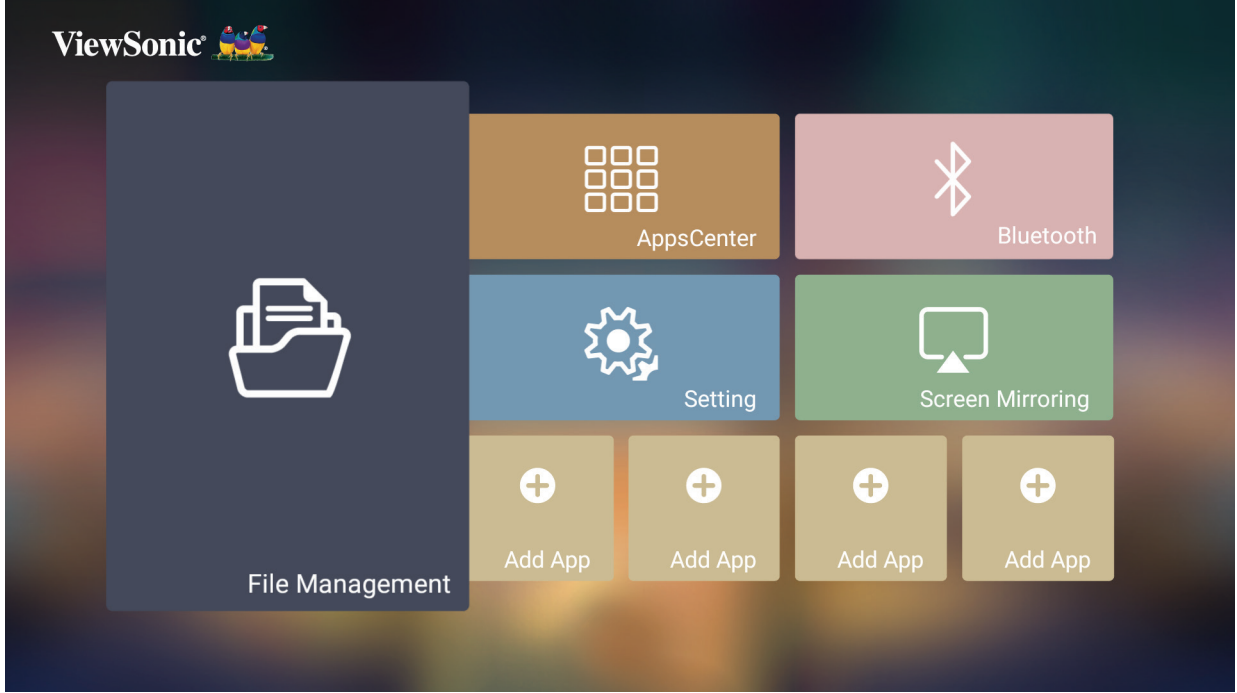 ViewSonic®
AppsCenter
Bluetooth
Setting
Screen Mirroring
Add App
Add App
Add App
Add App
File Management